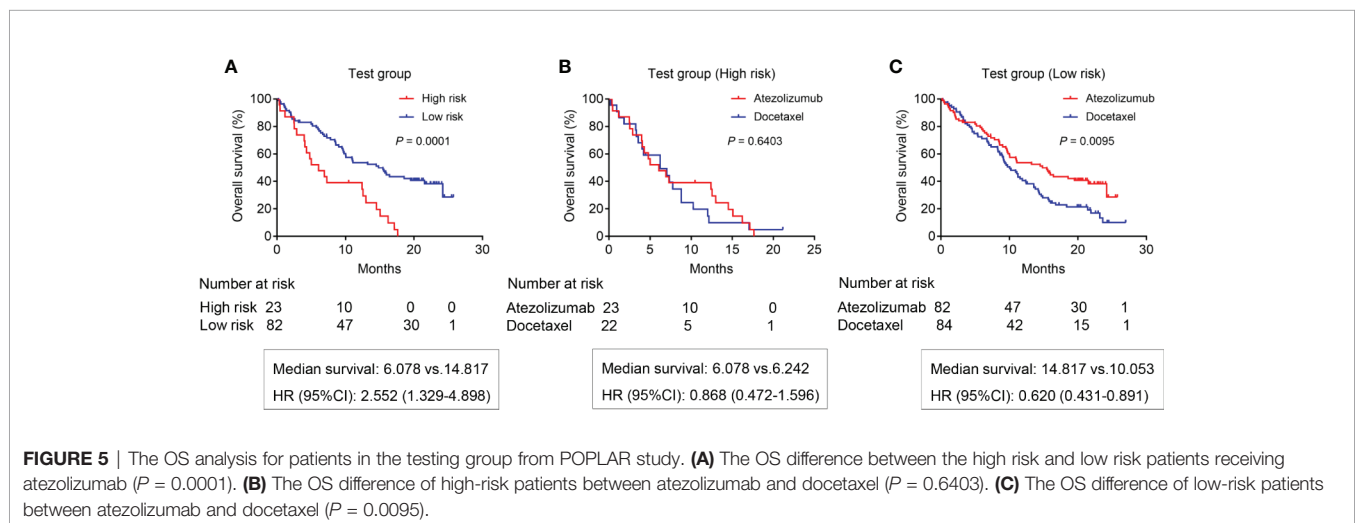 A
Test group
High risk
Low risk
P = 0.0001
Overall survival (%)
100
80
60
40
20
0
0 10 20 30
Months
Number at risk
High risk 23 10 0 0
Low risk 82 47 30 1
Median survival: 6.078 vs.14.817
HR (95%CI): 2.552 (1.329-4.898)
B
Test group (High risk)
Atezolizumub
Docetaxel
P = 0.6403
Overall survival (%)
100
80
60
40
20
0
0 5 10 15 20 25
Months
Number at risk
Atezolizumab 23 10 0
Docetaxel 22 5 1
Median survival: 6.078 vs.6.242
HR (95%CI): 0.868 (0.472-1.596)
C
Test group (Low risk)
Atezolizumub
Docetaxel
P = 0.0095
Overall survival (%)
100
80
60
40
20
0
0 10 20 30
Months
Number at risk
Atezolizumab 82 47 30 1
Docetaxel 84 42 15 1
Median survival: 14.817 vs.10.053
HR (95%CI): 0.620 (0.431-0.891)
FIGURE 5 | The OS analysis for patients in the testing group from POPLAR study. (A) The OS difference between the high risk and low risk patients receiving
atezolizumab (P = 0.0001). (B) The OS difference of high-risk patients between atezolizumab and docetaxel (P = 0.6403). (C) The OS difference of low-risk patients
between atezolizumab and docetaxel (P = 0.0095).